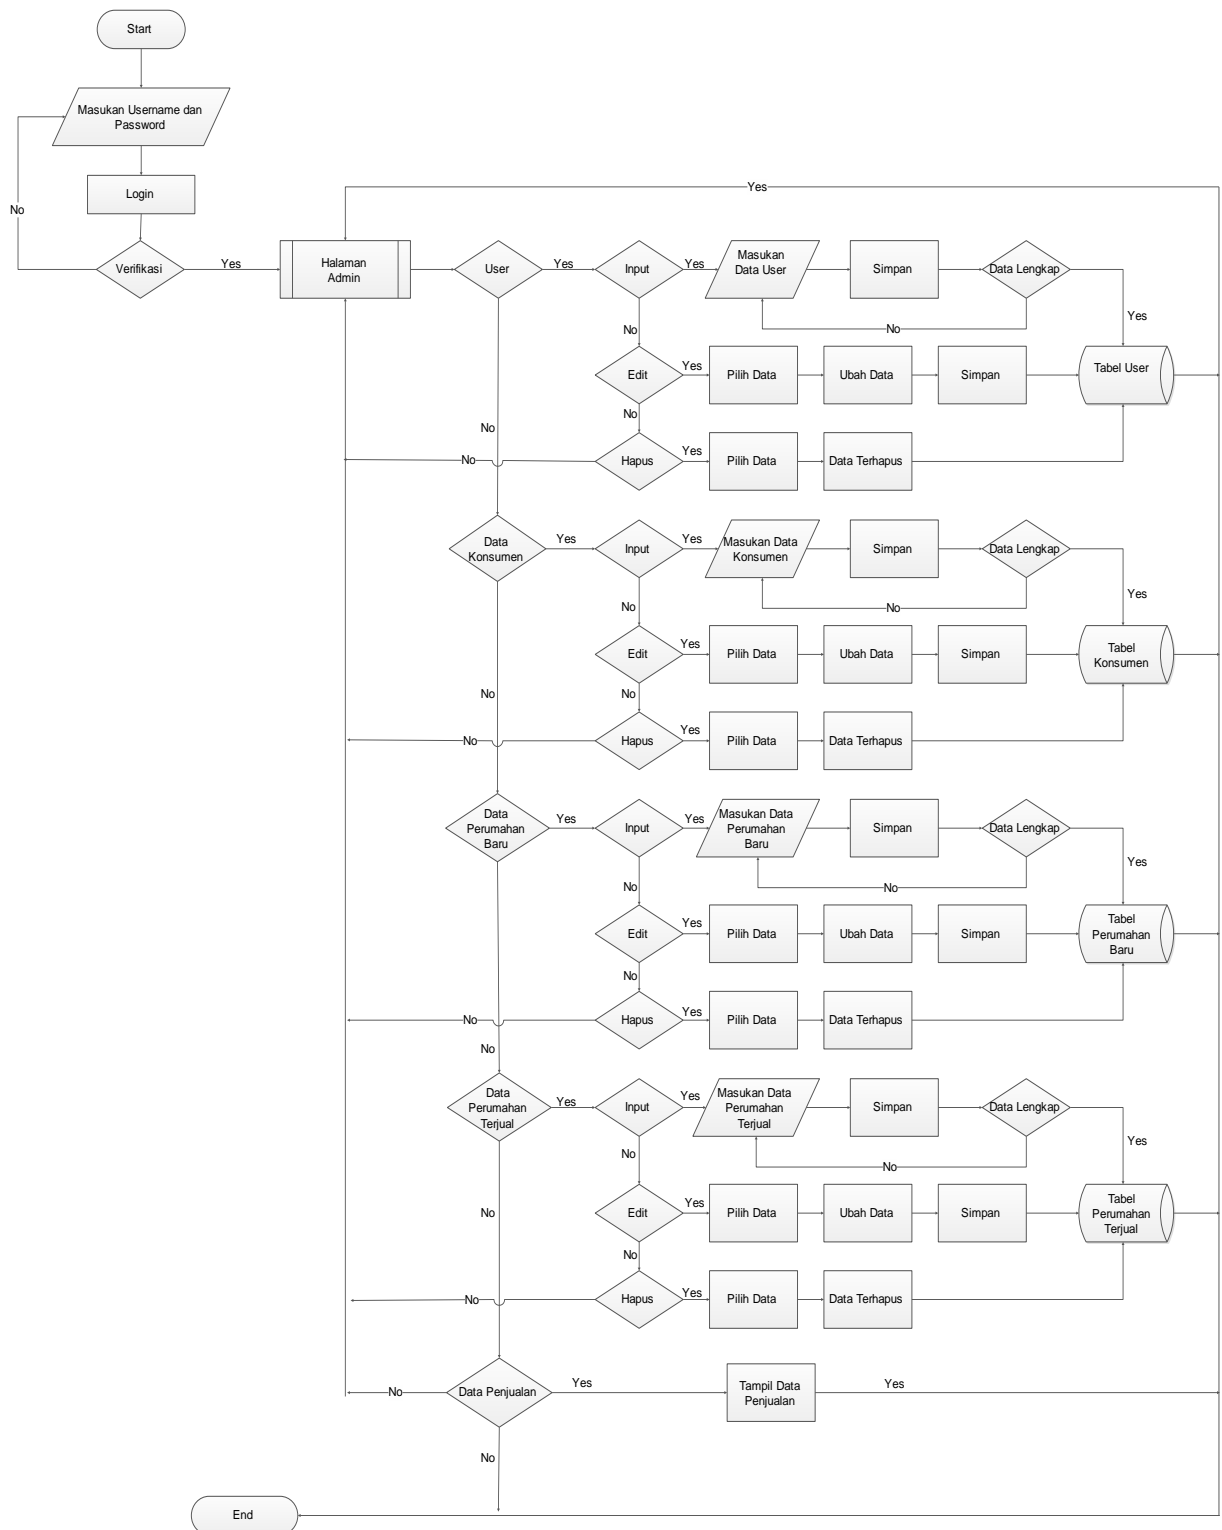 Start
Masukan Username dan
Password
Login
No
Verifikasi
Yes
Yes
Halaman
Admin
User
Yes
Input
Yes
Masukan
Data User
Simpan
Data Lengkap
Yes
No
No
Edit
Yes
Pilih Data
Ubah Data
Simpan
Tabel User
No
No
Hapus
Yes
Pilih Data
Data Terhapus
No
Data
Konsumen
Yes
Input
Yes
Masukan Data
Konsumen
Simpan
Data Lengkap
Yes
No
No
Edit
Yes
Pilih Data
Ubah Data
Simpan
Tabel
Konsumen
No
No
Hapus
Yes
Pilih Data
Data Terhapus
No
Data
Perumahan
Baru
Yes
Input
Yes
Masukan Data
Perumahan
Baru
Simpan
Data Lengkap
Yes
No
No
Edit
Yes
Pilih Data
Ubah Data
Simpan
Tabel
Perumahan
Baru
No
No
Hapus
Yes
Pilih Data
Data Terhapus
No
Data
Perumahan
Terjual
Yes
Input
Yes
Masukan Data
Perumahan
Terjual
Simpan
Data Lengkap
Yes
No
No
Edit
Yes
Pilih Data
Ubah Data
Simpan
Tabel
Perumahan
Terjual
No
No
Hapus
Yes
Pilih Data
Data Terhapus
No
No
Data Penjualan
Yes
Tampil Data
Penjualan
Yes
No
End